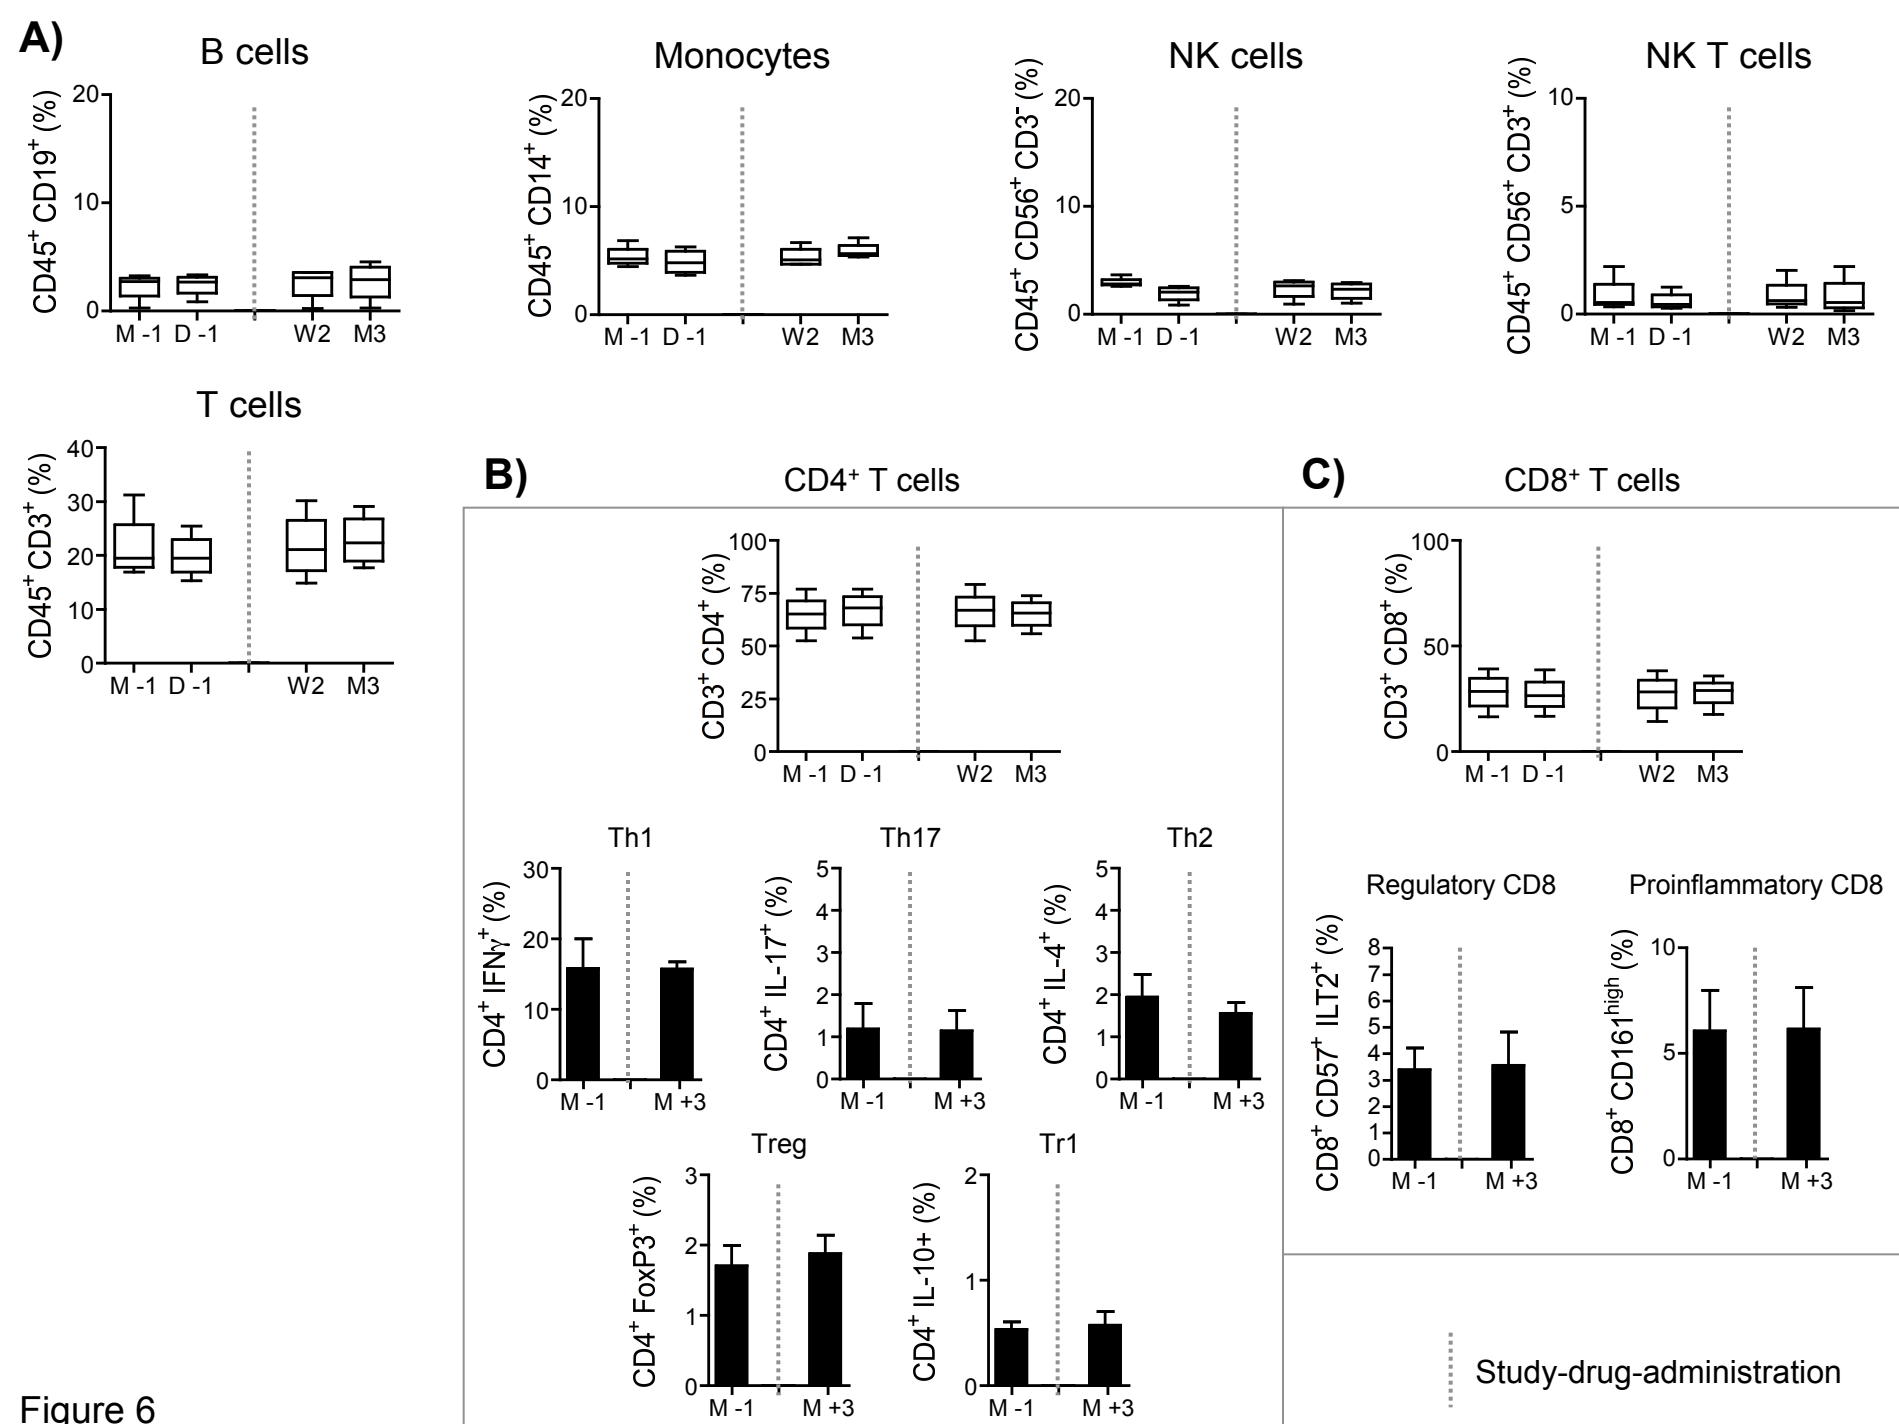 A)
B cells
CD45+ CD19+ (%)
20
10
0
M -1 D -1 W2 M3
Monocytes
CD45+ CD14+ (%)
20
10
0
M -1 D -1 W2 M3
NK cells
CD45+ CD56+ CD3- (%)
20
10
0
M -1 D -1 W2 M3
NK T cells
CD45+ CD56+ CD3+ (%)
10
5
0
M -1 D -1 W2 M3
T cells
CD45+ CD3+ (%)
40
30
20
10
0
M -1 D -1 W2 M3
B)
CD4+ T cells
CD3+ CD4+ (%)
100
75
50
25
0
M -1 D -1 W2 M3
Th1
CD4+ IFNγ+ (%)
30
20
10
0
M -1 M +3
Th17
CD4+ IL-17+ (%)
5
4
3
2
1
0
M -1 M +3
Th2
CD4+ IL-4+ (%)
5
4
3
2
1
0
M -1 M +3
Treg
CD4+ FoxP3+ (%)
3
2
1
0
M -1 M +3
Tr1
CD4+ IL-10+ (%)
2
1
0
M -1 M +3
C)
CD8+ T cells
CD3+ CD8+ (%)
100
50
0
M -1 D -1 W2 M3
Regulatory CD8
CD8+ CD57+ ILT2+ (%)
8
7
6
5
4
3
2
1
0
M -1 M +3
Proinflammatory CD8
CD8+ CD161high (%)
10
5
0
M -1 M +3
Study-drug-administration
Figure 6